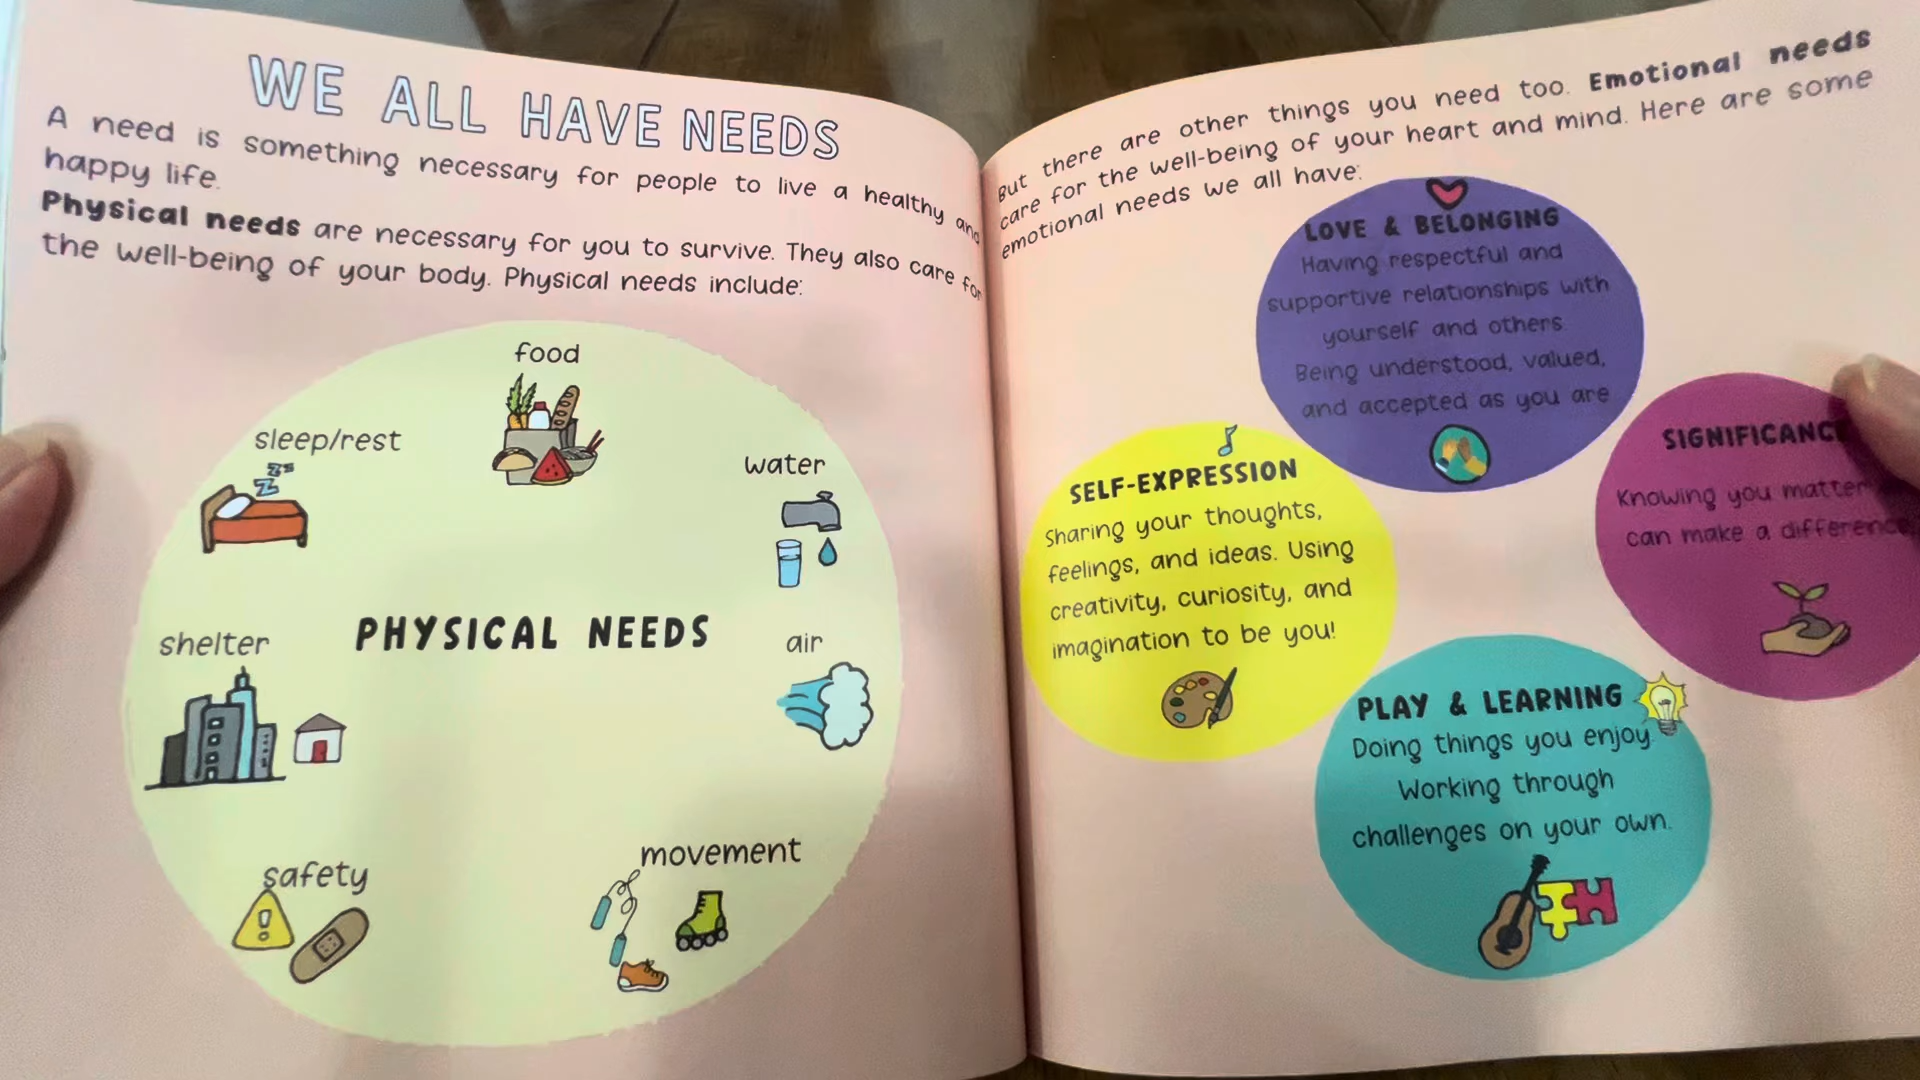 WE ALL HAVE NEEDS
A need is something necessary for people to live a healthy and
happy life.
Physical needs are necessary for you to survive. They also care for
the well-being of your body. Physical needs include:
food
sleep/rest
water
PHYSICAL NEEDS
shelter
air
safety
movement
But there are other things you need too. Emotional needs
care for the well-being of your heart and mind. Here are some
emotional needs we all have:
LOVE & BELONGING
Having respectful and
supportive relationships with
yourself and others.
Being understood, valued,
and accepted as you are
SELF-EXPRESSION
Sharing your thoughts,
feelings, and ideas. Using
creativity, curiosity, and
imagination to be you!
SIGNIFICANC
Knowing you matter
can make a difference
PLAY & LEARNING
Doing things you enjoy.
Working through
challenges on your own.